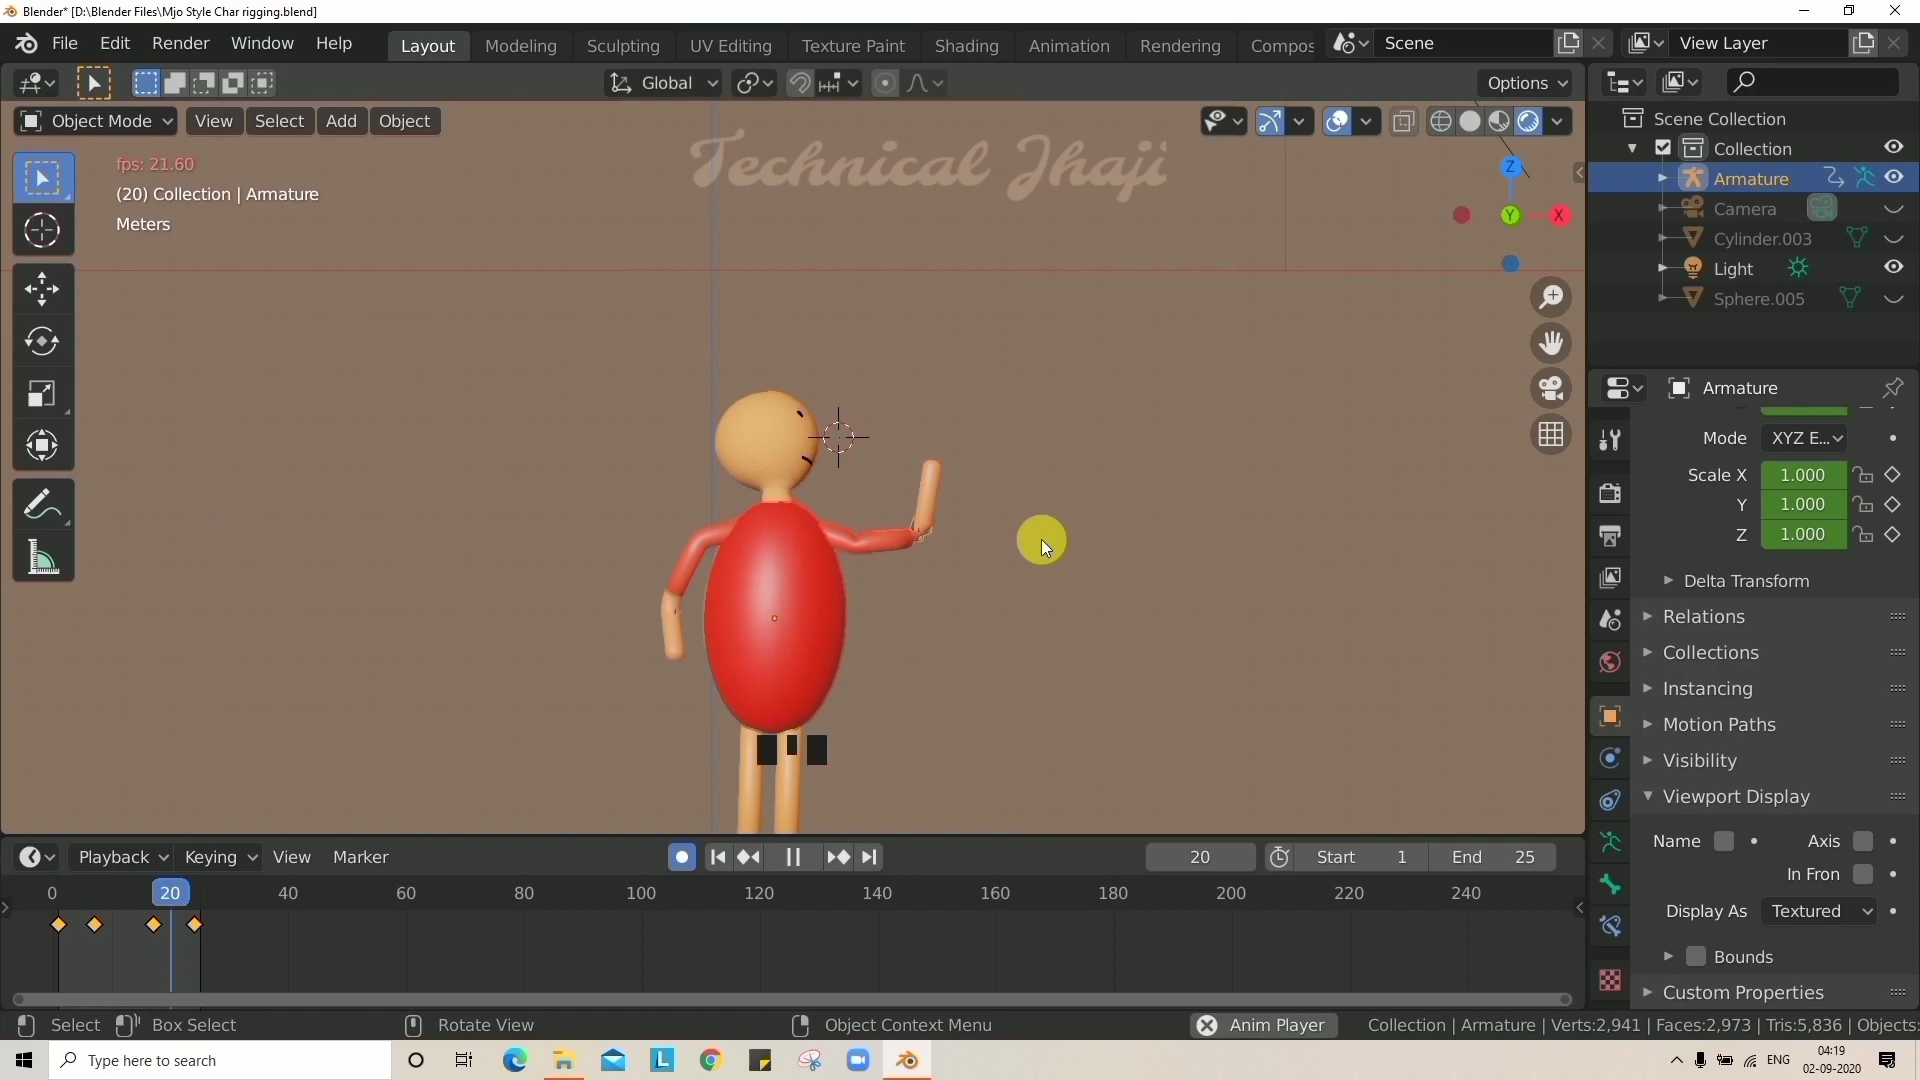 Blender* [D:\Blender Files\Mjo Style Char rigging.blend]
File Edit Render Window Help Layout Modeling Sculpting UV Editing Texture Paint Shading Animation Rendering Compos Scene View Layer
Global Options
Object Mode View Select Add Object
Technical Jhaji
fps: 21.60
(20) Collection | Armature
Meters
Z
Y
X
Scene Collection
Collection
Armature
Camera
Cylinder.003
Light
Sphere.005
Armature
Mode XYZ E...
Scale X 1.000
Y 1.000
Z 1.000
Delta Transform
Relations
Collections
Instancing
Motion Paths
Visibility
Viewport Display
Name Axis
In Fron
Display As Textured
Bounds
Custom Properties
Playback Keying View Marker 20 Start 1 End 25
0 20 40 60 80 100 120 140 160 180 200 220 240
Select Box Select Rotate View Object Context Menu Anim Player Collection | Armature | Verts:2,941 | Faces:2,973 | Tris:5,836 | Objects:
Type here to search
L
ENG
04:19
02-09-2020